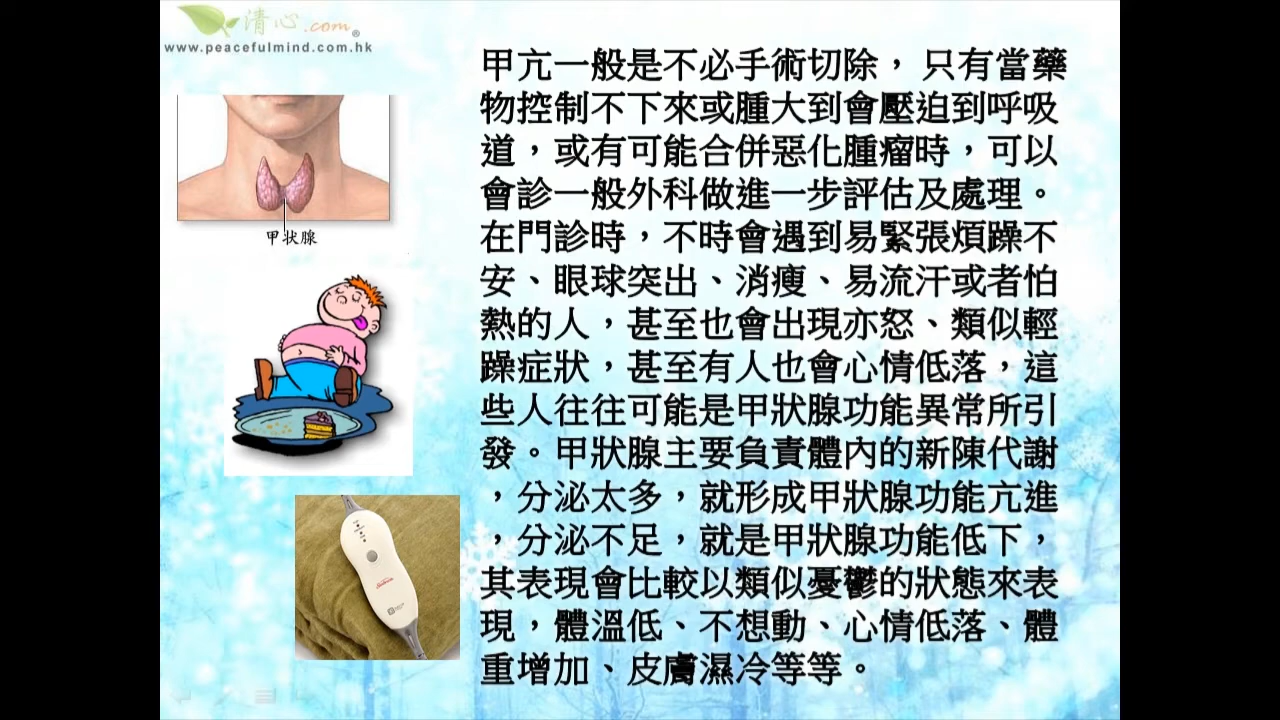 清心.com®
www.peacefulmind.com.hk
甲状腺
甲亢一般是不必手術切除， 只有當藥
物控制不下來或腫大到會壓迫到呼吸
道，或有可能合併惡化腫瘤時，可以
會診一般外科做進一步評估及處理。
在門診時，不時會遇到易緊張煩躁不
安、眼球突出、消瘦、易流汗或者怕
熱的人，甚至也會出現亦怒、類似輕
躁症狀，甚至有人也會心情低落，這
些人往往可能是甲狀腺功能異常所引
發。甲狀腺主要負責體內的新陳代謝
，分泌太多，就形成甲狀腺功能亢進
，分泌不足，就是甲狀腺功能低下，
其表現會比較以類似憂鬱的狀態來表
現，體溫低、不想動、心情低落、體
重增加、皮膚濕冷等等。